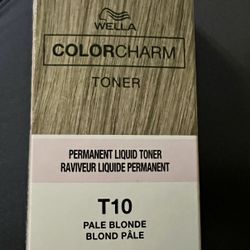 WELLA
COLORCHARM
TONER
PERMANENT LIQUID TONER
RAVIVEUR LIQUIDE PERMANENT
T10
PALE BLONDE
BLOND PÂLE